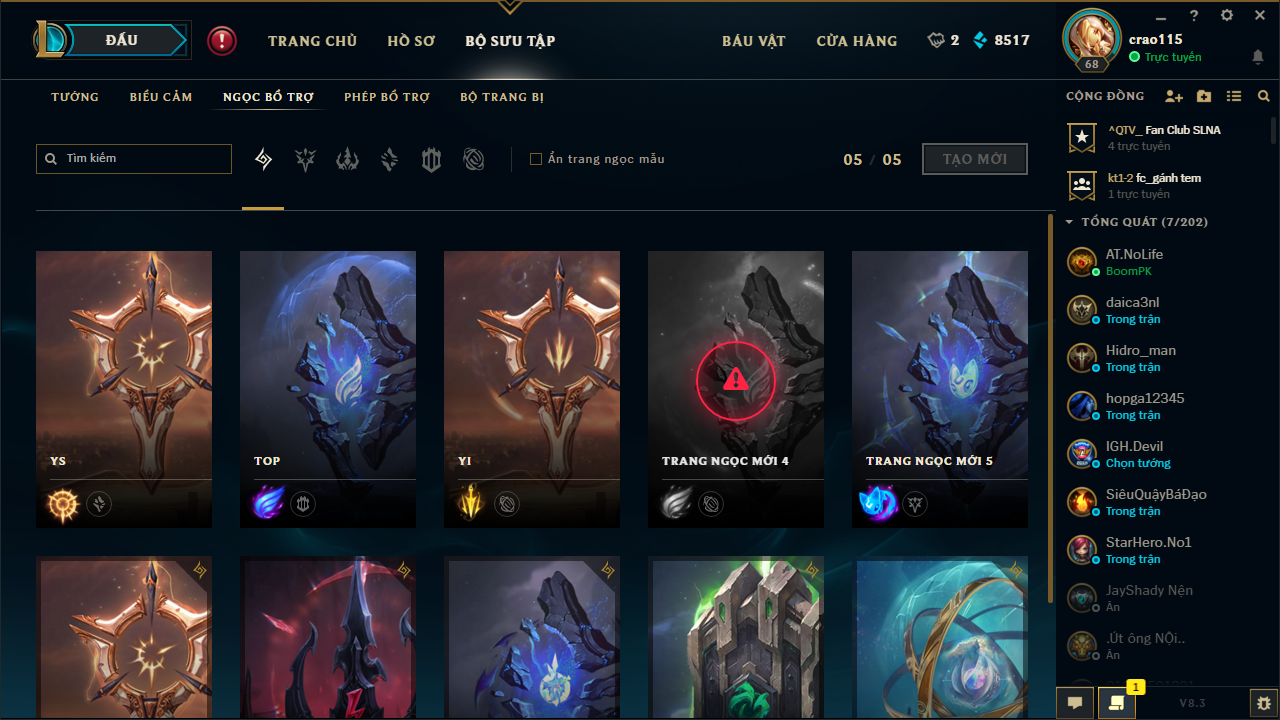 ĐẤU
TRANG CHỦ
HỒ SƠ
BỘ SƯU TẬP
BÁU VẬT
CỬA HÀNG
2
8517
68
crao115
Trực tuyến
TƯỚNG
BIỂU CẢM
NGỌC BỔ TRỢ
PHÉP BỔ TRỢ
BỘ TRANG BỊ
Tìm kiếm
Ẩn trang ngọc mẫu
05 / 05
TẠO MỚI
YS
TOP
YI
TRANG NGỌC MỚI 4
TRANG NGỌC MỚI 5
CỘNG ĐỒNG
^QTV_ Fan Club SLNA
4 trực tuyến
kt1-2 fc_gánh tem
1 trực tuyến
TỔNG QUÁT (7/202)
AT.NoLife
BoomPK
daica3nl
Trong trận
Hidro_man
Trong trận
hopga12345
Trong trận
IGH.Devil
Chọn tướng
SiêuQuậyBáĐạo
Trong trận
StarHero.No1
Trong trận
JayShady Nện
Ẩn
.Út ông NỘi..
Ẩn
1
V8.3